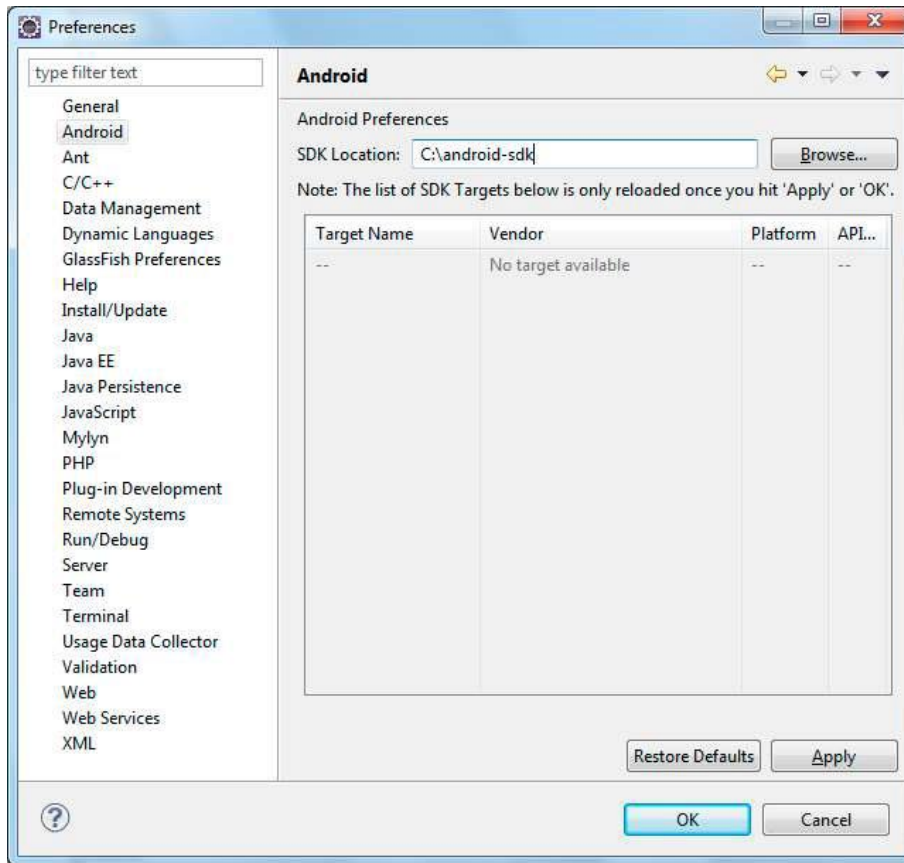 Preferences
type filter text
General
Android
Ant
C/C++
Data Management
Dynamic Languages
GlassFish Preferences
Help
Install/Update
Java
Java EE
Java Persistence
JavaScript
Mylyn
PHP
Plug-in Development
Remote Systems
Run/Debug
Server
Team
Terminal
Usage Data Collector
Validation
Web
Web Services
XML
Android
Android Preferences
SDK Location: C:\android-sdk Browse...
Note: The list of SDK Targets below is only reloaded once you hit 'Apply' or 'OK'.
Target Name Vendor Platform API...
-- No target available -- --
Restore Defaults Apply
? OK Cancel